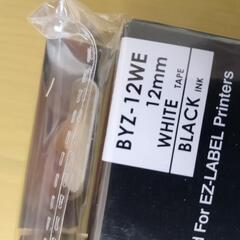 BYZ-12WE
12mm
WHITE TAPE
BLACK INK
d For EZ-LABEL Printers